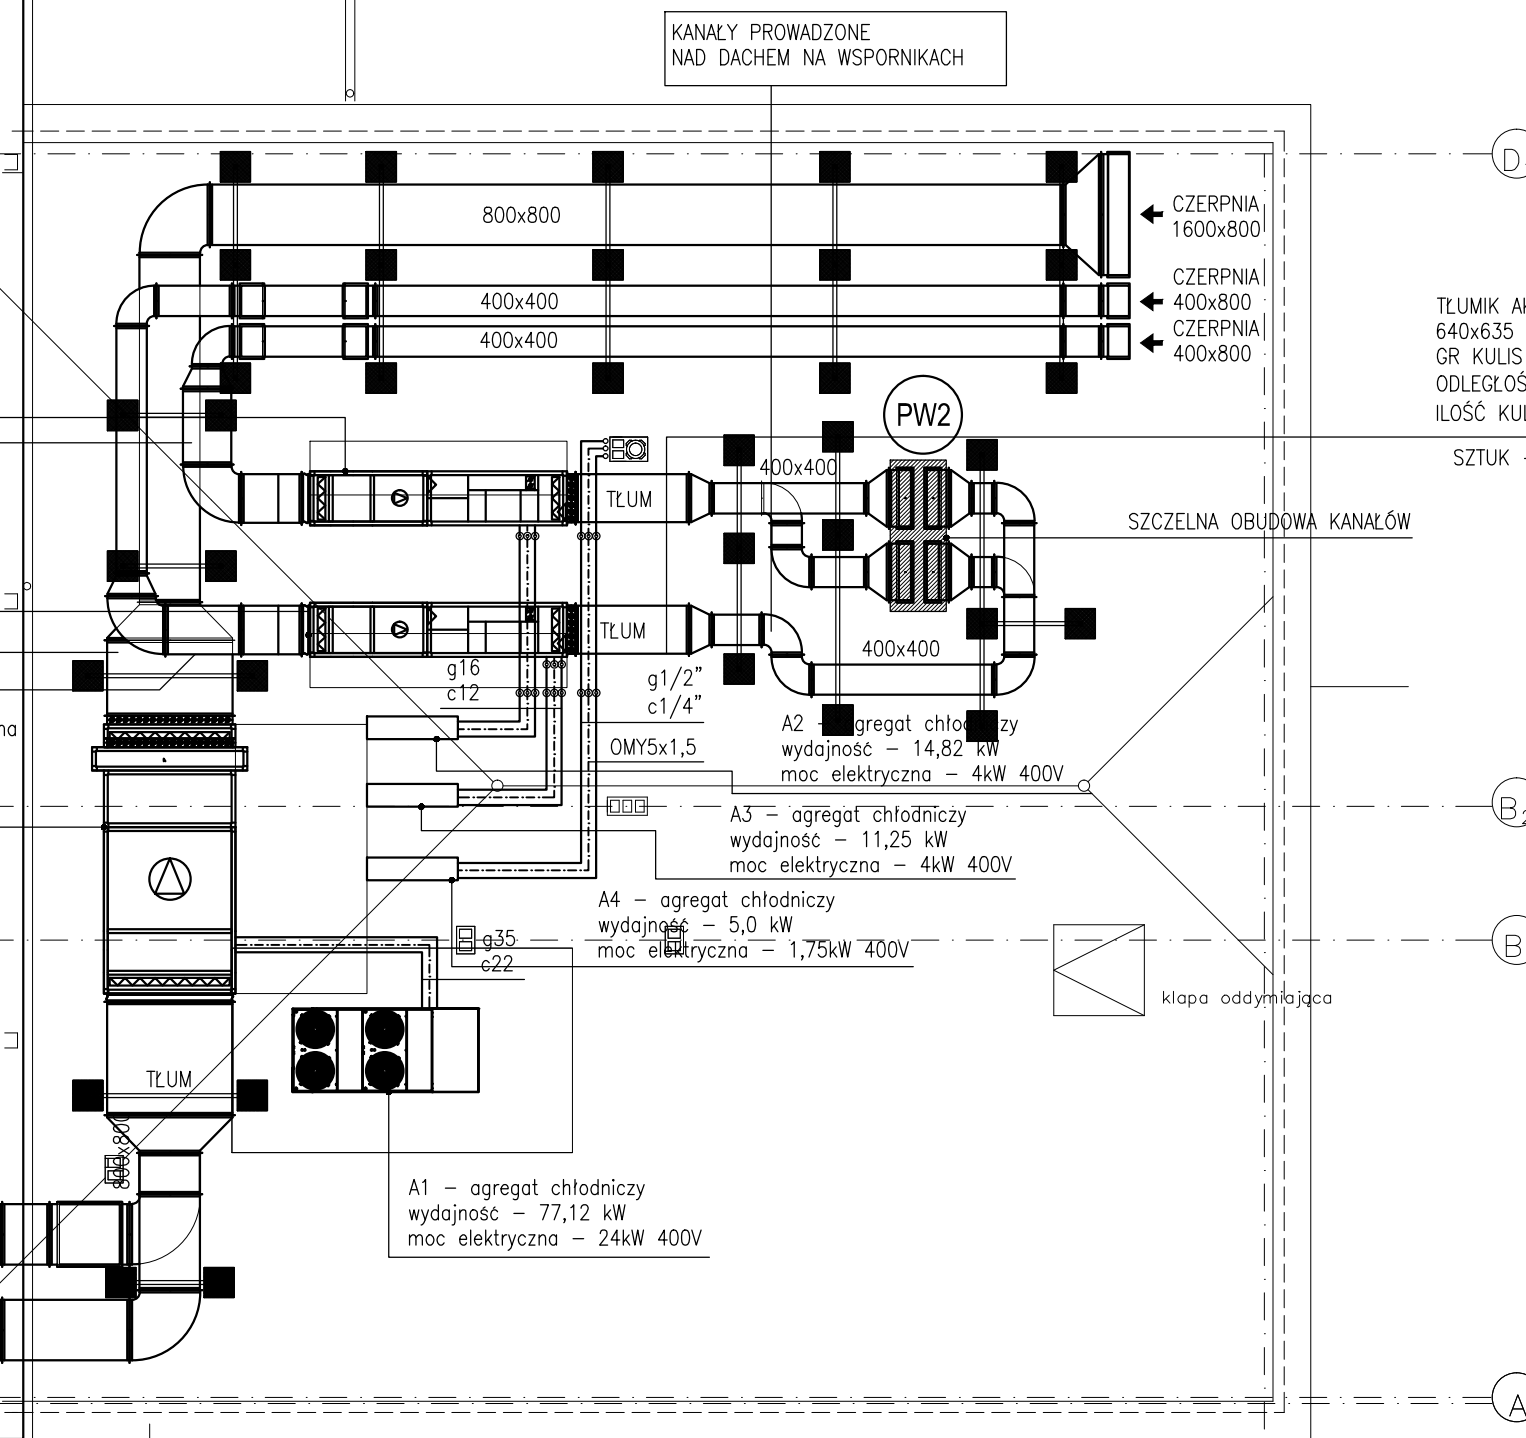 KANAŁY PROWADZONE
NAD DACHEM NA WSPORNIKACH
D
800x800
CZERPNIA
1600x800
400x400
CZERPNIA
400x800
400x400
CZERPNIA
400x800
TŁUMIK
640x635
GR KULIS
ILOŚĆ
SZTUK -
PW2
400x400
TŁUM
SZCZELNA OBUDOWA KANAŁÓW
TŁUM
400x400
g16
c12
g1/2"
c1/4"
OMY5x1,5
A2 – agregat chłodniczy
wydajność – 14,82 kW
moc elektryczna – 4kW 400V
B2
A3 – agregat chłodniczy
wydajność – 11,25 kW
moc elektryczna – 4kW 400V
A4 – agregat chłodniczy
wydajność – 5,0 kW
moc elektryczna – 1,75kW 400V
g35
c22
B
klapa oddymiająca
TŁUM
800x800
A1 – agregat chłodniczy
wydajność – 77,12 kW
moc elektryczna – 24kW 400V
A